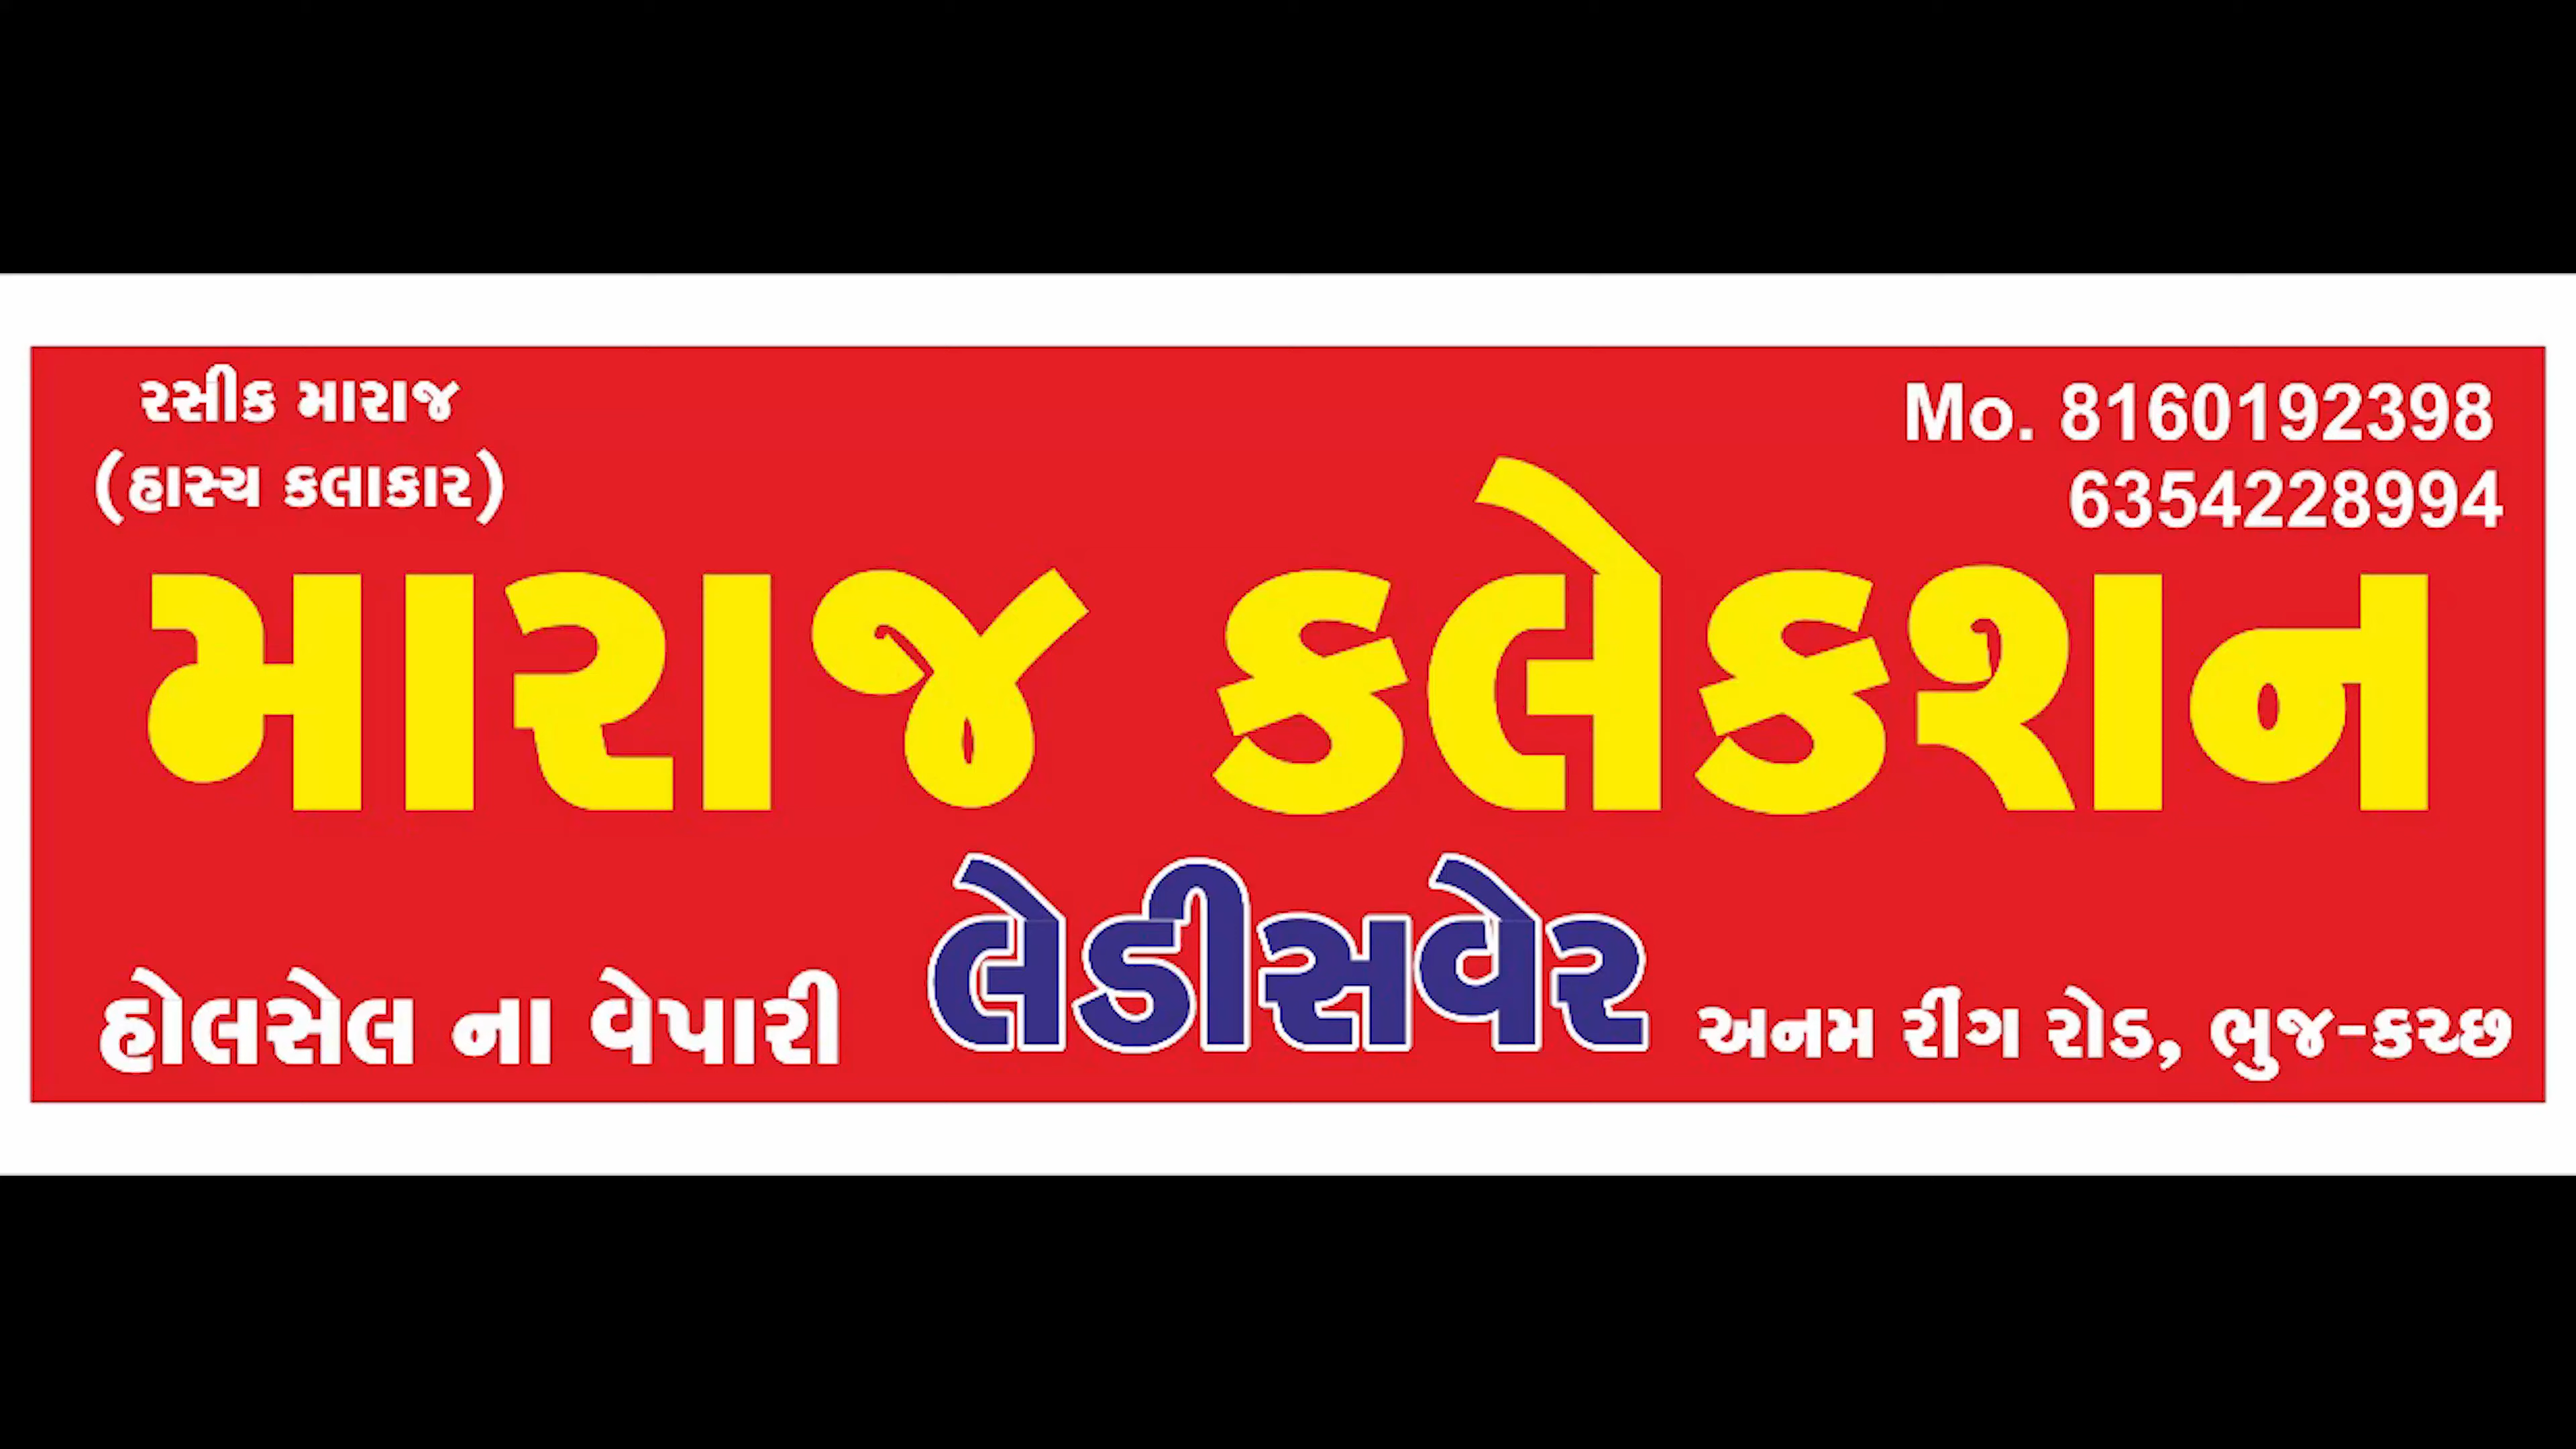 રસીક મારાજ
(હાસ્ય કલાકાર)
Mo. 8160192398
6354228994
મારાજ કલેકશન
લેડીસવેર
હોલસેલ ના વેપારી
અનમ રીંગ રોડ, ભુજ-કચ્છ